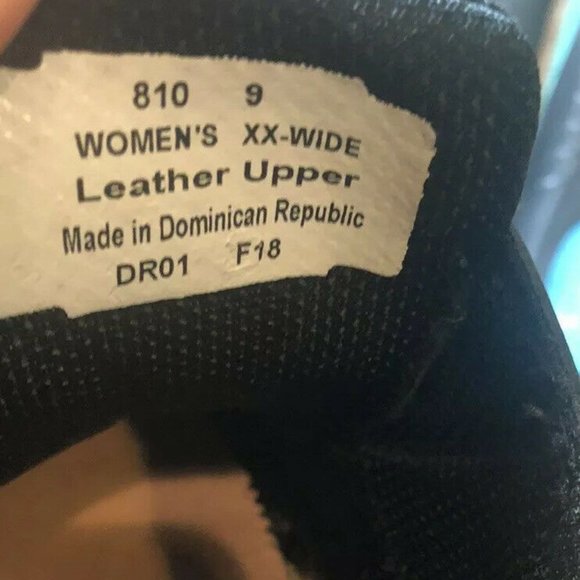 810 9
WOMEN'S XX-WIDE
Leather Upper
Made in Dominican Republic
DR01 F18